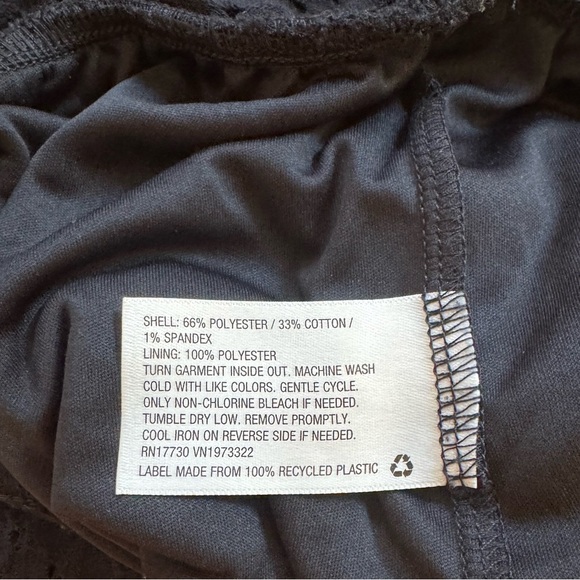 SHELL: 66% POLYESTER / 33% COTTON /
1% SPANDEX
LINING: 100% POLYESTER
TURN GARMENT INSIDE OUT. MACHINE WASH
COLD WITH LIKE COLORS. GENTLE CYCLE.
ONLY NON-CHLORINE BLEACH IF NEEDED.
TUMBLE DRY LOW. REMOVE PROMPTLY.
COOL IRON ON REVERSE SIDE IF NEEDED.
RN17730 VN1973322
LABEL MADE FROM 100% RECYCLED PLASTIC